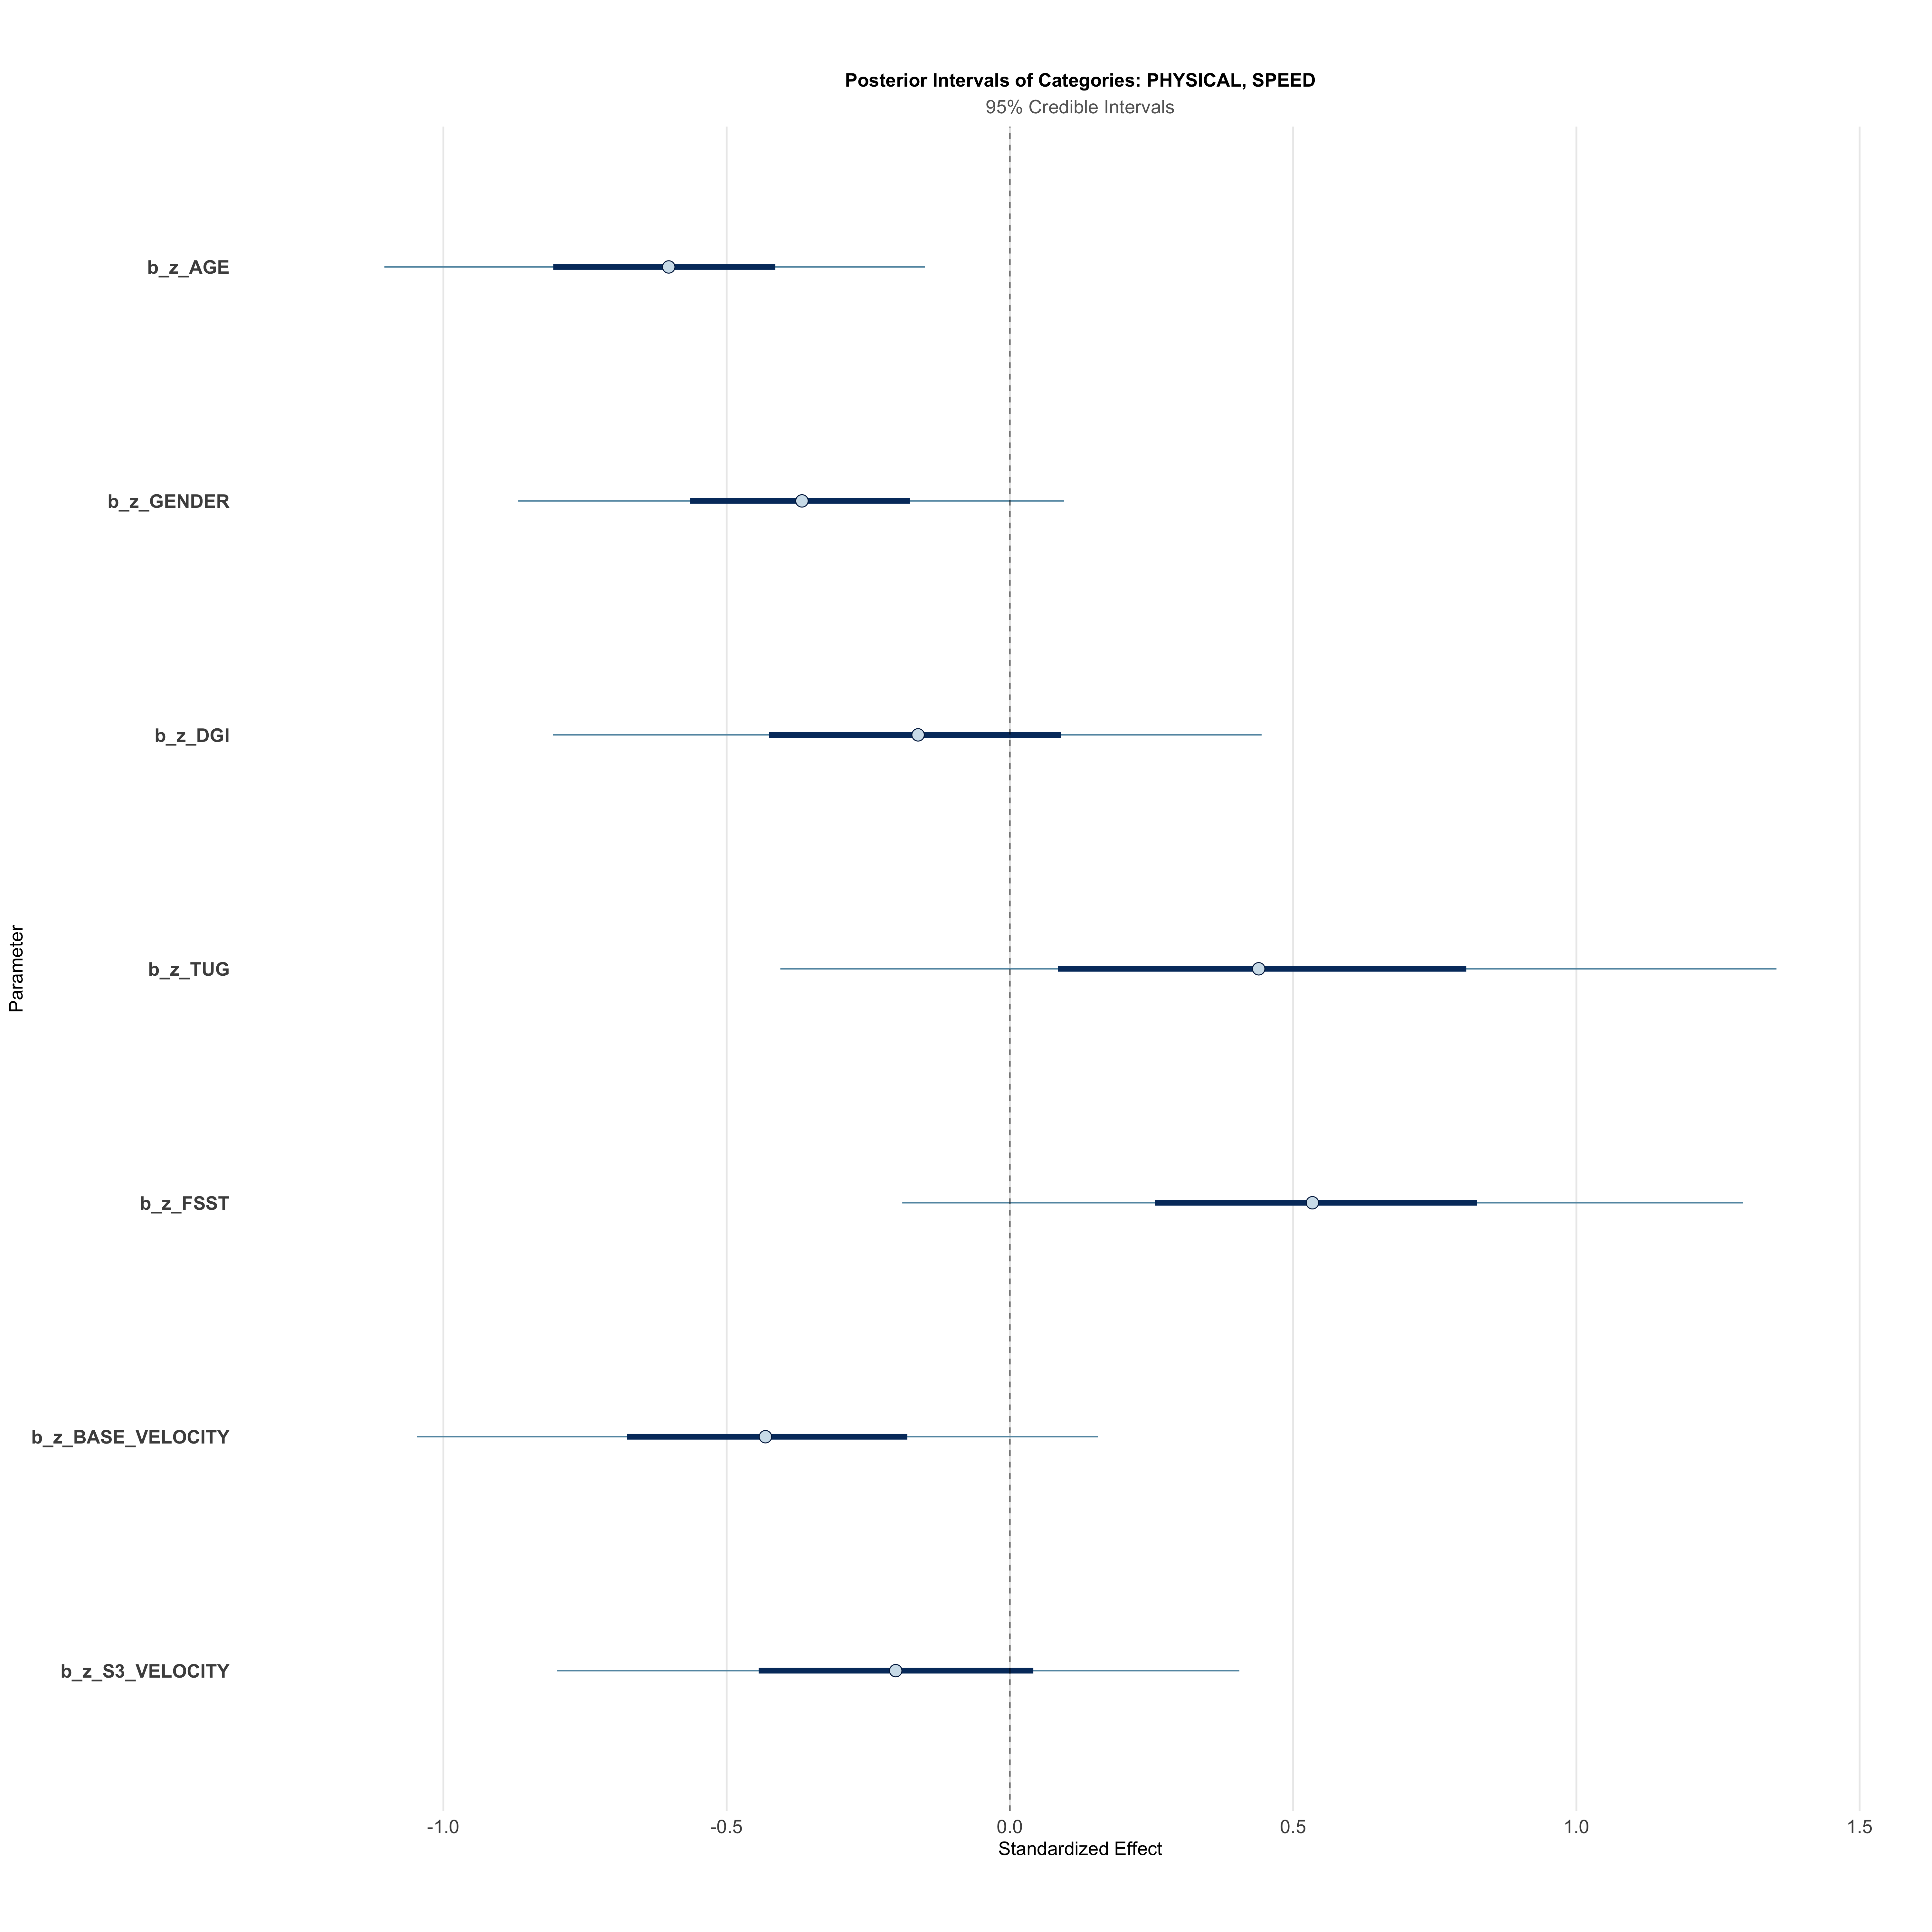 Posterior Intervals of Categories: PHYSICAL, SPEED
95% Credible Intervals
b_z_AGE
b_z_GENDER
b_z_DGI
b_z_TUG
b_z_FSST
b_z_BASE_VELOCITY
b_z_S3_VELOCITY
Parameter
-1.0 -0.5 0.0 0.5 1.0 1.5
Standardized Effect